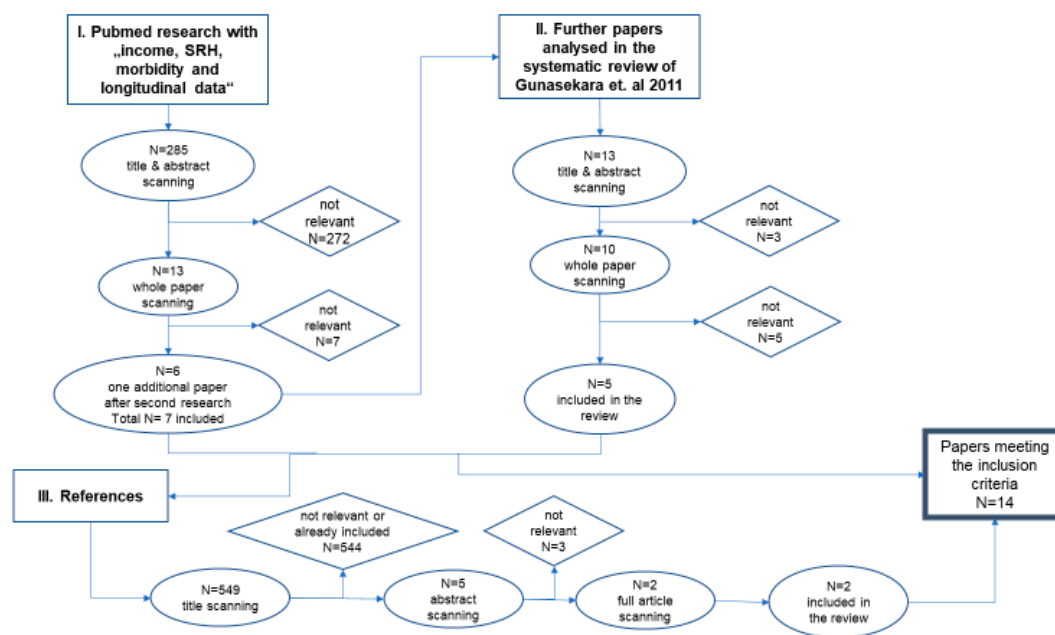 I. Pubmed research with
„income, SRH,
morbidity and
longitudinal data“
N=285
title & abstract
scanning
not
relevant
N=272
N=13
whole paper
scanning
not
relevant
N=7
N=6
one additional paper
after second research
Total N= 7 included
II. Further papers
analysed in the
systematic review of
Gunasekara et. al 2011
N=13
title & abstract
scanning
not
relevant
N=3
N=10
whole paper
scanning
not
relevant
N=5
N=5
included in the
review
III. References
N=549
title scanning
not relevant or
already included
N=544
N=5
abstract
scanning
not
relevant
N=3
N=2
full article
scanning
N=2
included in
the review
Papers meeting
the inclusion
criteria
N=14